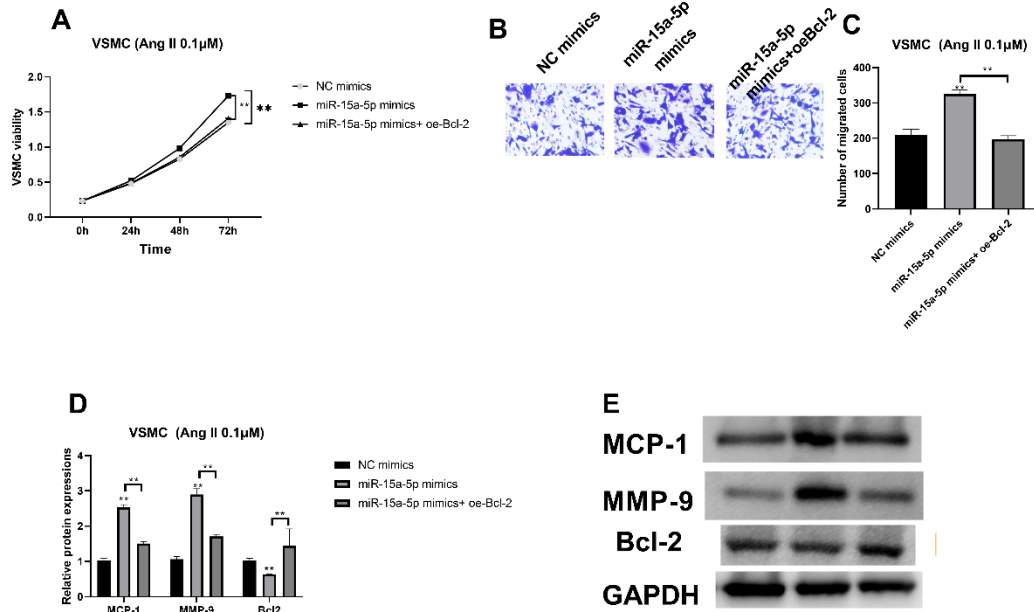 A
VSMC (Ang II 0.1μM)
VSMC viability
2.0
1.5
1.0
0.5
0.0
0h 24h 48h 72h
Time
** **
NC mimics
miR-15a-5p mimics
miR-15a-5p mimics+ oe-Bcl-2
B
NC mimics
miR-15a-5p
mimics
miR-15a-5p
mimics+oeBcl-2
C
VSMC (Ang II 0.1μM)
Number of migrated cells
400
300
200
100
0
**
**
NC mimics
miR-15a-5p mimics
miR-15a-5p mimics+ oe-Bcl-2
D
VSMC (Ang II 0.1μM)
Relative protein expressions
4
3
2
1
0
** **
** **
**
**
MCP-1 MMP-9 Bcl2
NC mimics
miR-15a-5p mimics
miR-15a-5p mimics+ oe-Bcl-2
E
MCP-1
MMP-9
Bcl-2
GAPDH